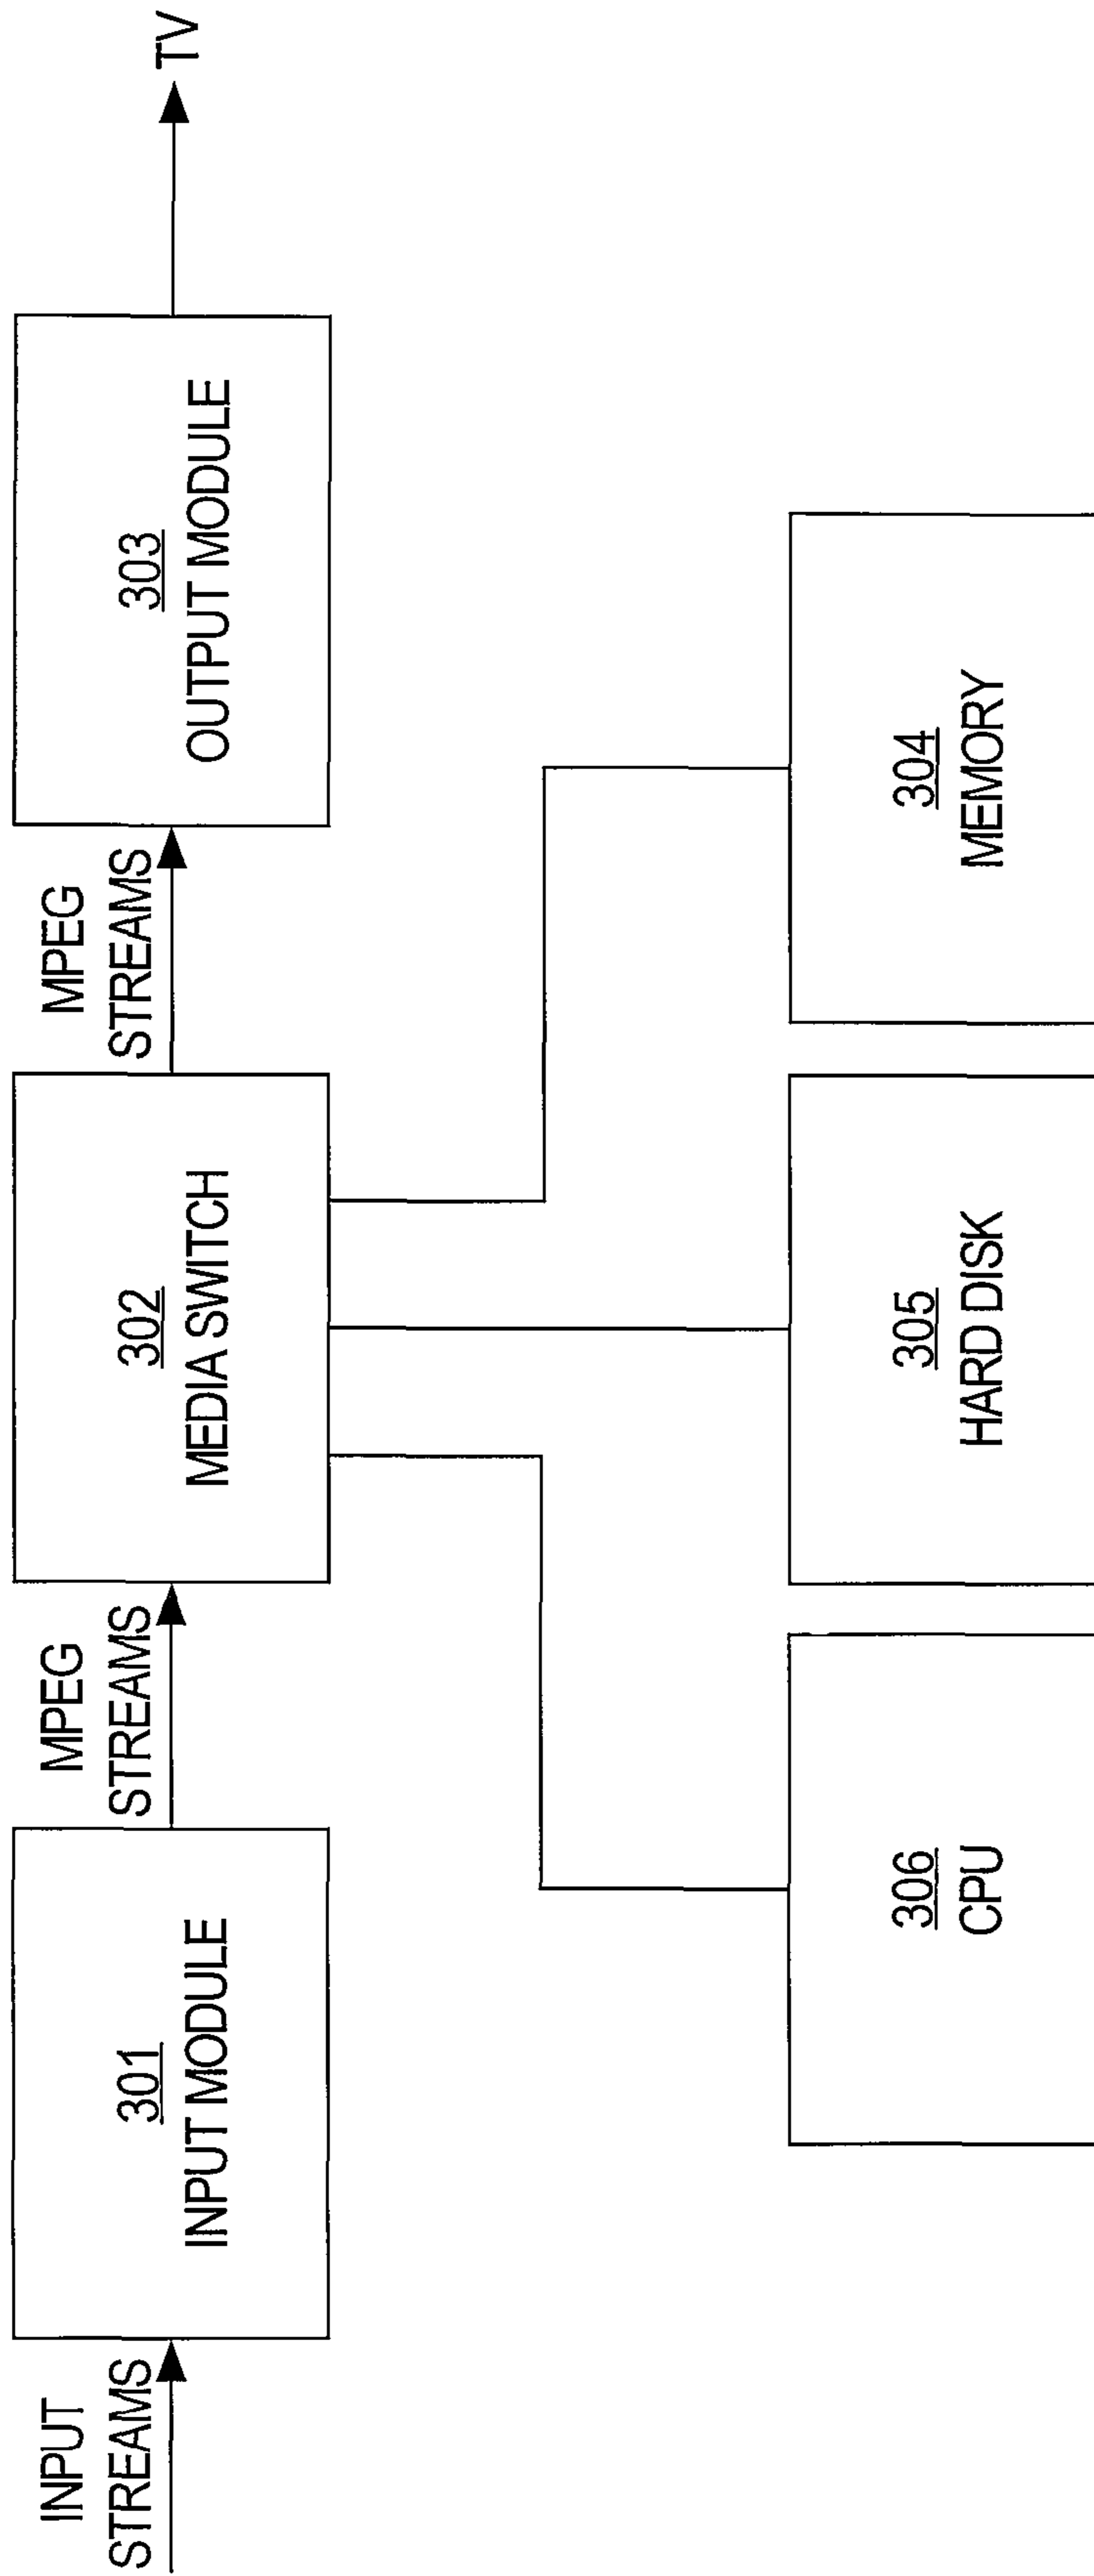 INPUT
STREAMS
301
INPUT MODULE
MPEG
STREAMS
302
MEDIA SWITCH
MPEG
STREAMS
303
OUTPUT MODULE
TV
306
CPU
305
HARD DISK
304
MEMORY